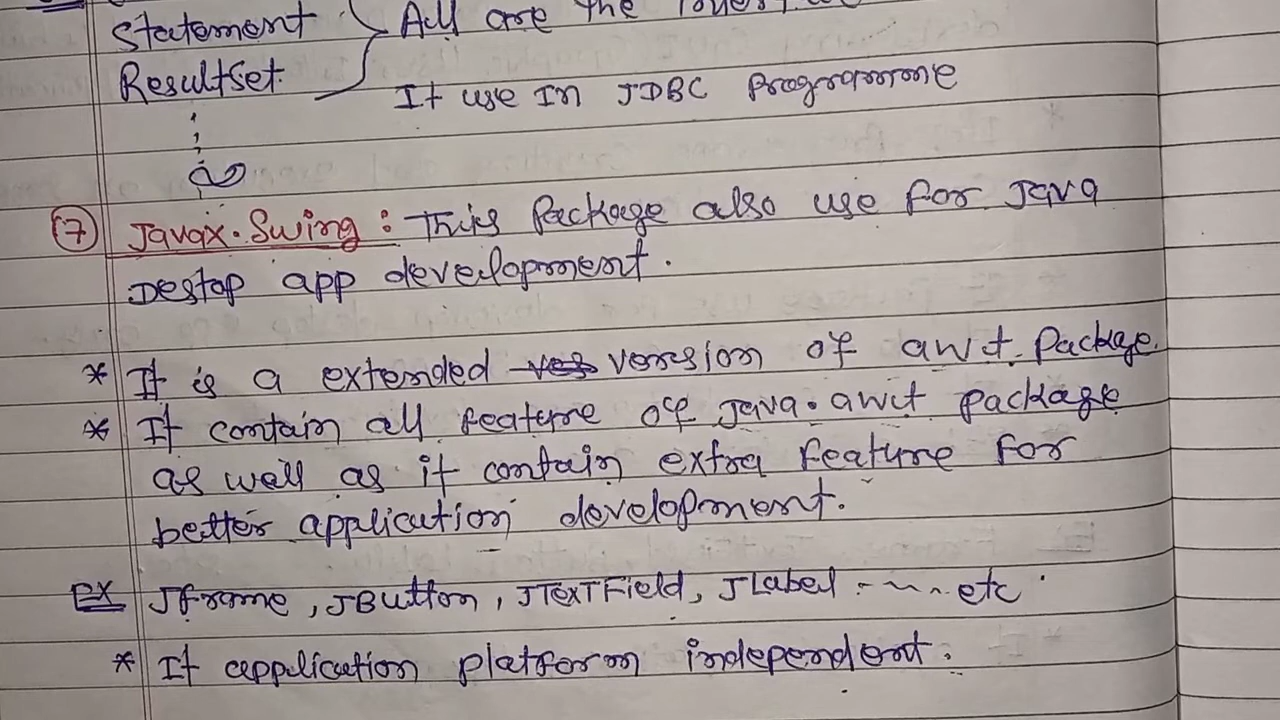 Statement All are the
ResultSet.
It use In JDBC Programme
⑦ Javax.Swing : This Package also use for Java
Destop app development.
* It is a extended version of awt. Package.
* It contain all feature of Java.awt package
as well as it contain extra feature for
better application development.
Ex Jframe, JButton, JTextField, JLabel ..... etc.
* It application platform independent.